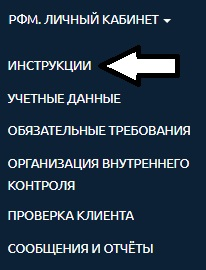 РФМ. ЛИЧНЫЙ КАБИНЕТ
ИНСТРУКЦИИ
УЧЕТНЫЕ ДАННЫЕ
ОБЯЗАТЕЛЬНЫЕ ТРЕБОВАНИЯ
ОРГАНИЗАЦИЯ ВНУТРЕННЕГО
КОНТРОЛЯ
ПРОВЕРКА КЛИЕНТА
СООБЩЕНИЯ И ОТЧЁТЫ